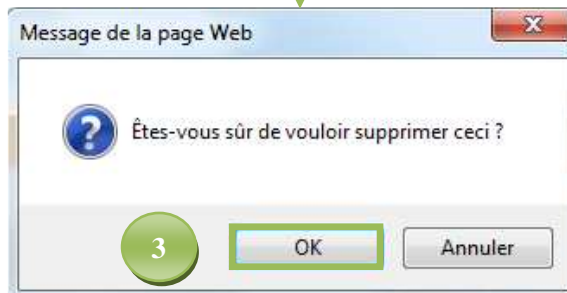 Message de la page Web
X
?
Êtes-vous sûr de vouloir supprimer ceci ?
3
OK
Annuler